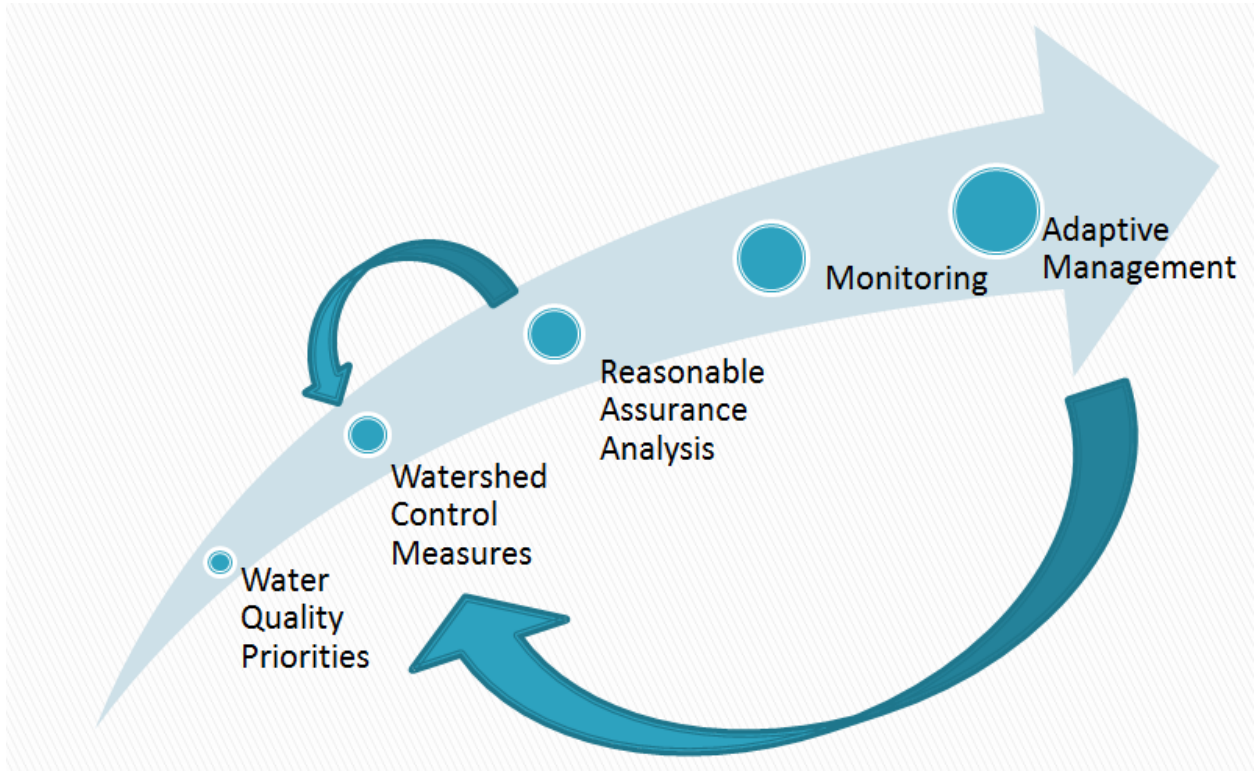 Water
Quality
Priorities
Watershed
Control
Measures
Reasonable
Assurance
Analysis
Monitoring
Adaptive
Management